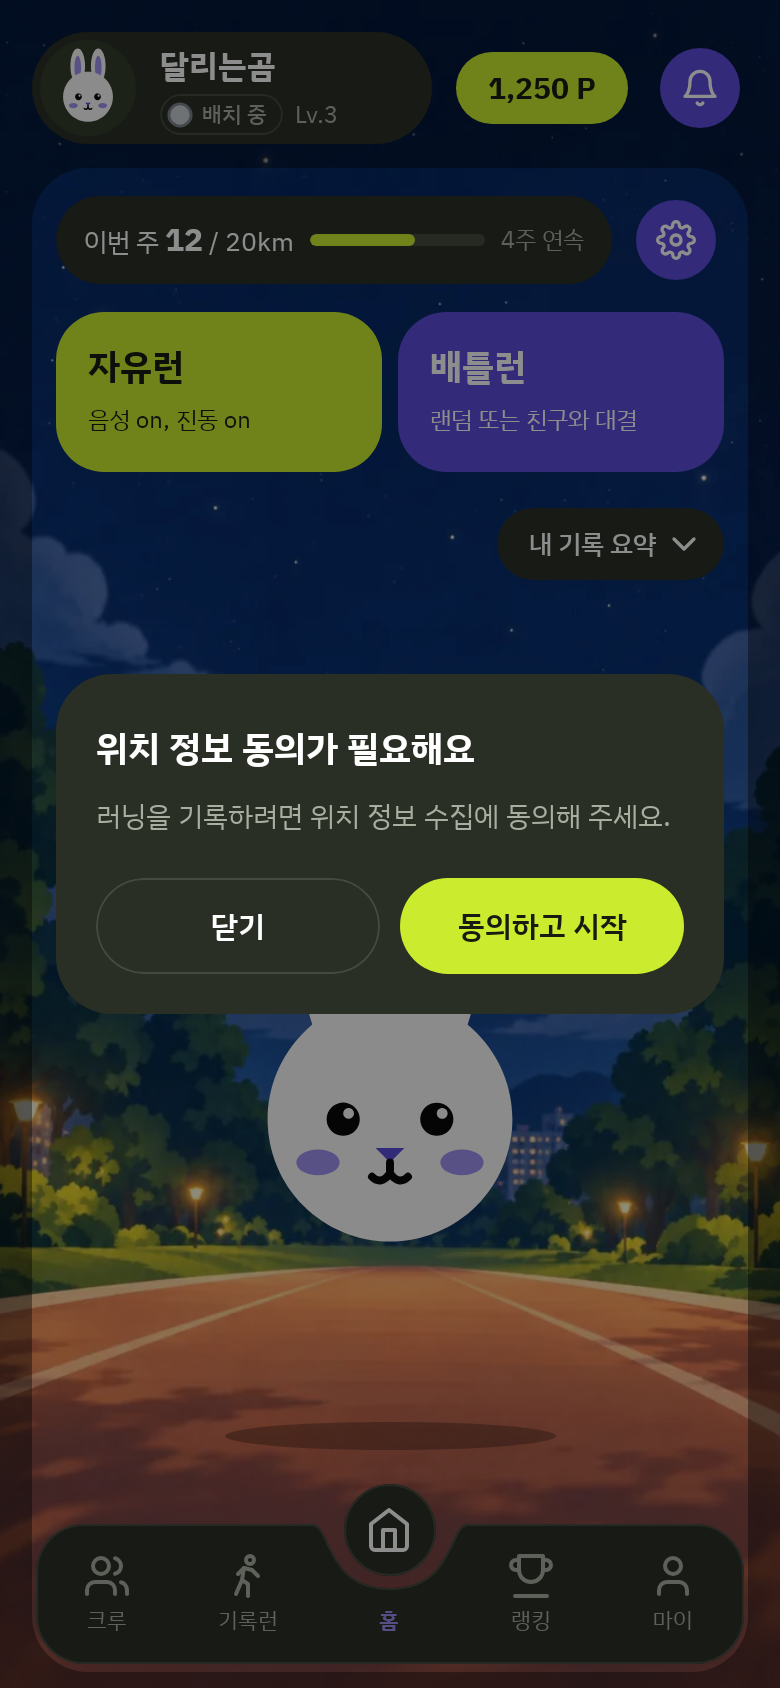 달리는곰
1,250 P
배치 중 Lv.3
이번 주 12 / 20km 4주 연속
자유런
음성 on, 진동 on
배틀런
랜덤 또는 친구와 대결
내 기록 요약
위치 정보 동의가 필요해요
러닝을 기록하려면 위치 정보 수집에 동의해 주세요.
닫기 동의하고 시작
크루 기록런 홈 랭킹 마이